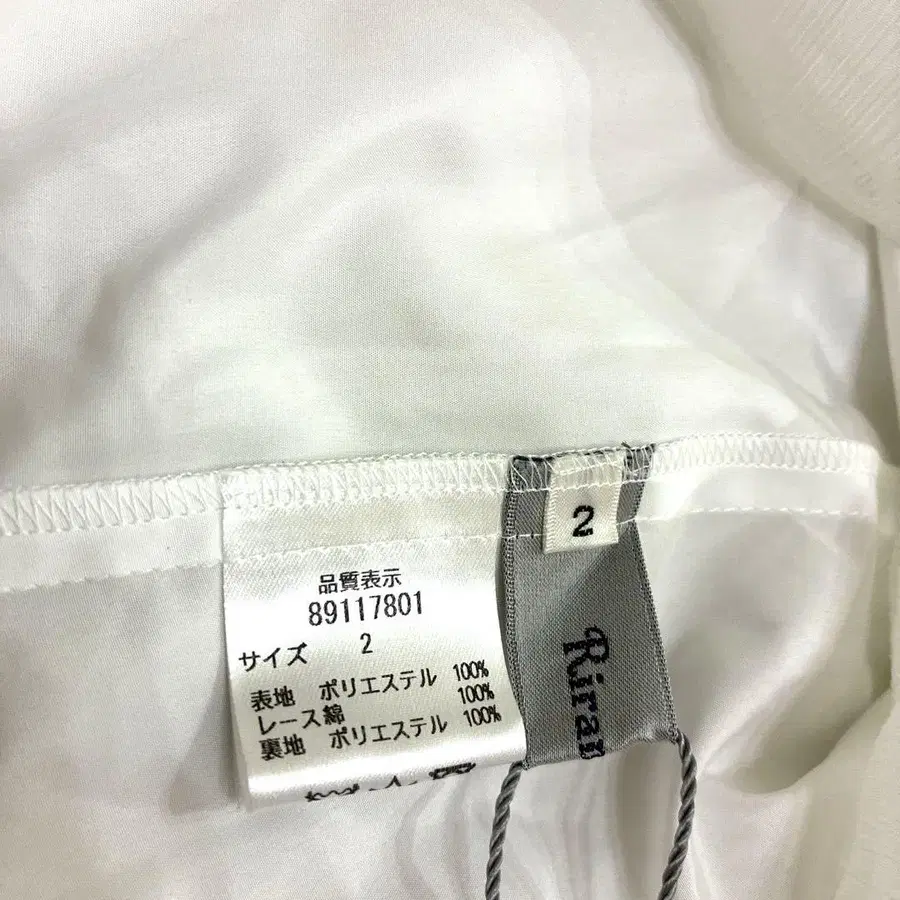 品質表示
89117801
サイズ 2
表地 ポリエステル 100%
レース綿 100%
裏地 ポリエステル 100%
2